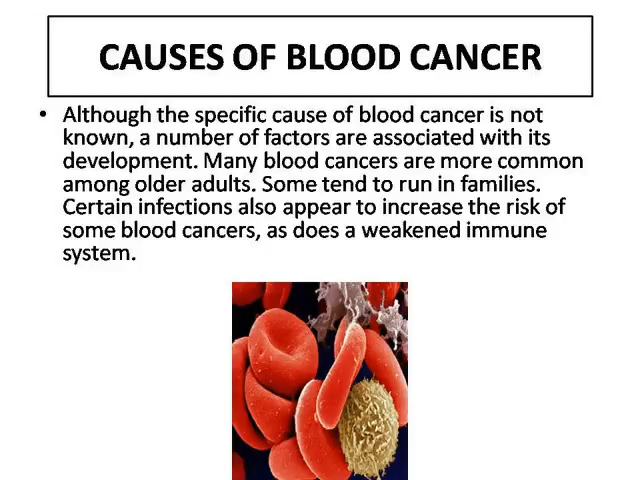 CAUSES OF BLOOD CANCER
• Although the specific cause of blood cancer is not
known, a number of factors are associated with its
development. Many blood cancers are more common
among older adults. Some tend to run in families.
Certain infections also appear to increase the risk of
some blood cancers, as does a weakened immune
system.